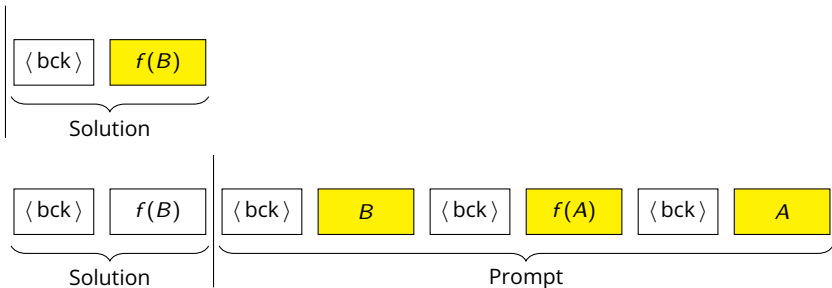 ⟨bck⟩ f(B)
Solution
⟨bck⟩ f(B) ⟨bck⟩ B ⟨bck⟩ f(A) ⟨bck⟩ A
Solution Prompt